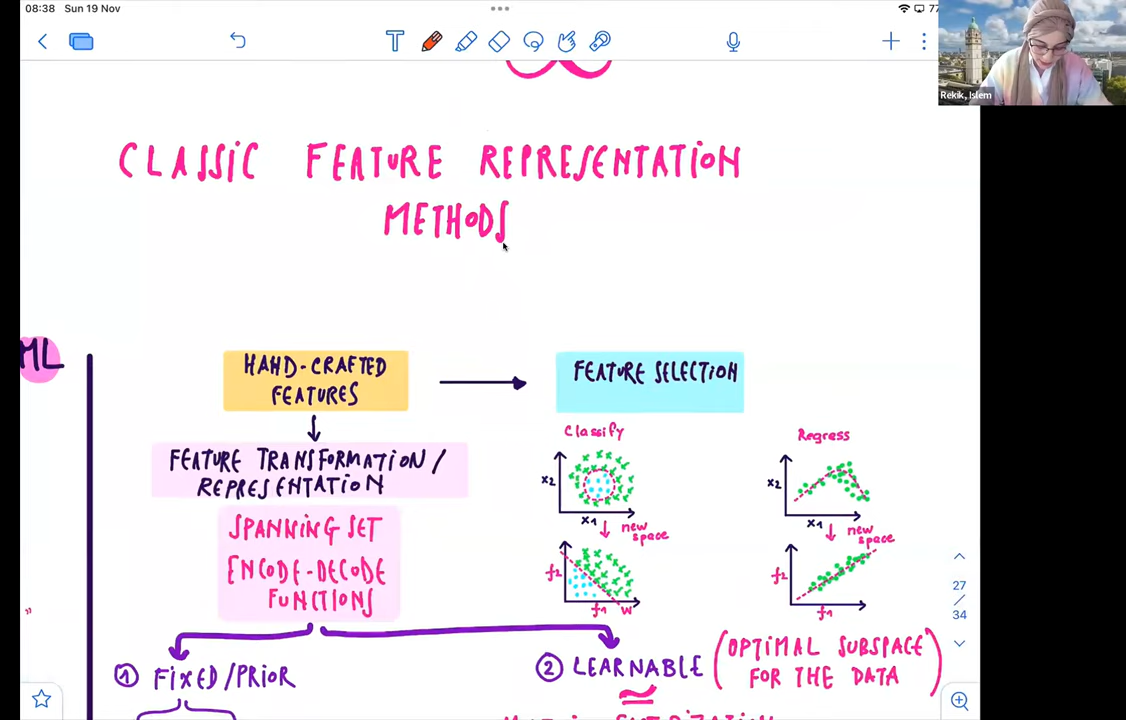 08:38 Sun 19 Nov
Rekik, Islem
CLASSIC FEATURE REPRESENTATION
METHODS
ML
HAND-CRAFTED
FEATURES
FEATURE SELECTION
FEATURE TRANSFORMATION /
REPRESENTATION
SPANNING SET
ENCODE-DECODE
FUNCTIONS
Classify
x2
x1
new
space
f2
f1 W
Regress
x2
x1
new
space
f2
f1
27
/
34
① FIXED/PRIOR
② LEARNABLE
(OPTIMAL SUBSPACE
FOR THE DATA)